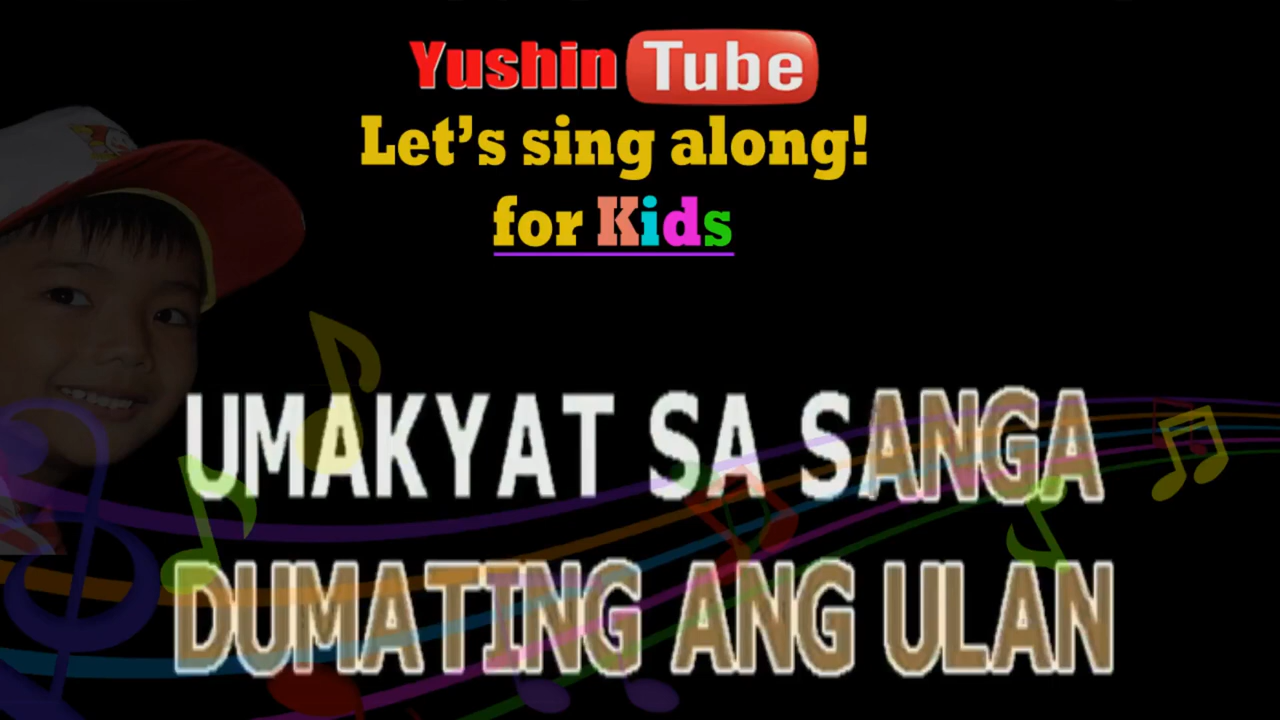 Yushin Tube
Let's sing along!
for Kids
UMAKYAT SA SANGA
DUMATING ANG ULAN